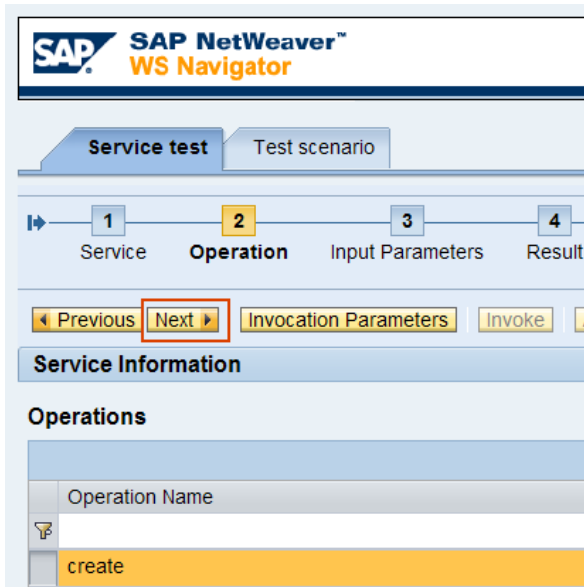 SAP SAP NetWeaver™
WS Navigator
Service test Test scenario
1 2 3 4
Service Operation Input Parameters Result
Previous Next Invocation Parameters Invoke
Service Information
Operations
Operation Name
create